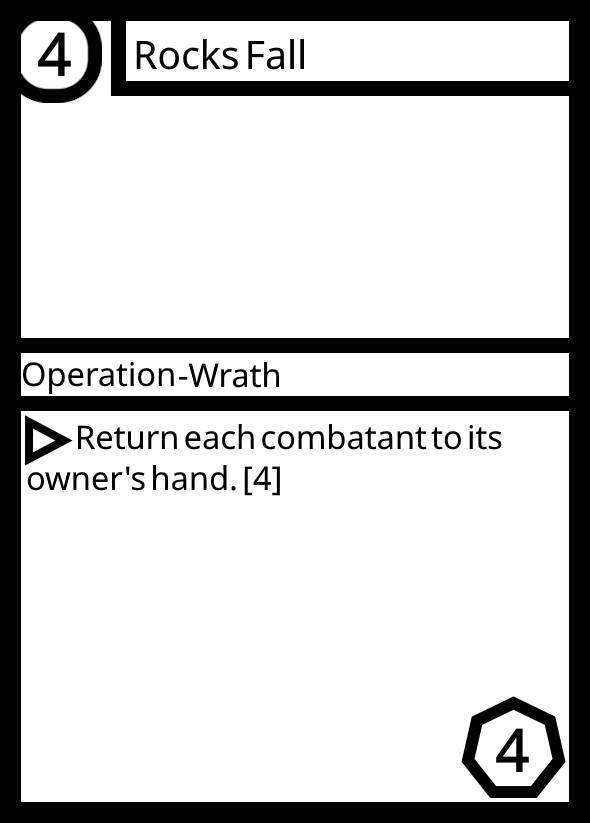 4
Rocks Fall
Operation-Wrath
Return each combatant to its
owner's hand. [4]
4